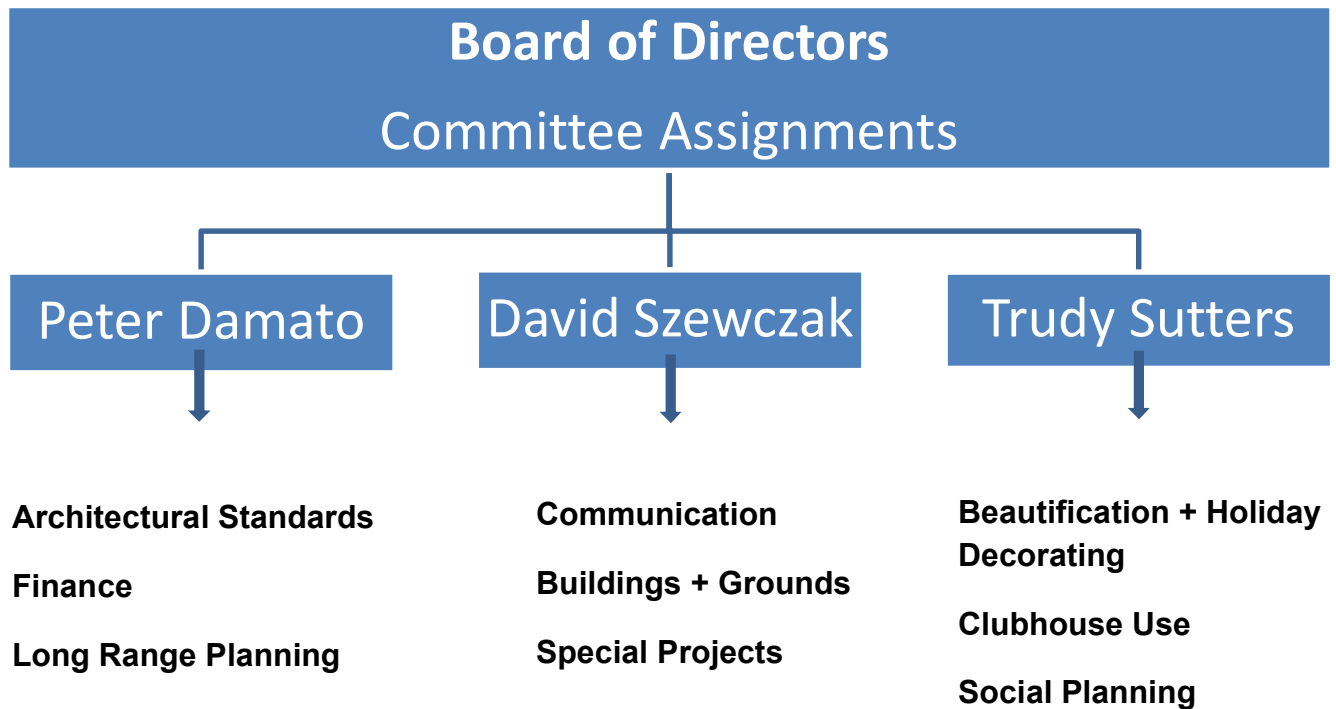 Board of Directors
Committee Assignments
Peter Damato
David Szewczak
Trudy Sutters
Architectural Standards
Finance
Long Range Planning
Communication
Buildings + Grounds
Special Projects
Beautification + Holiday
Decorating
Clubhouse Use
Social Planning